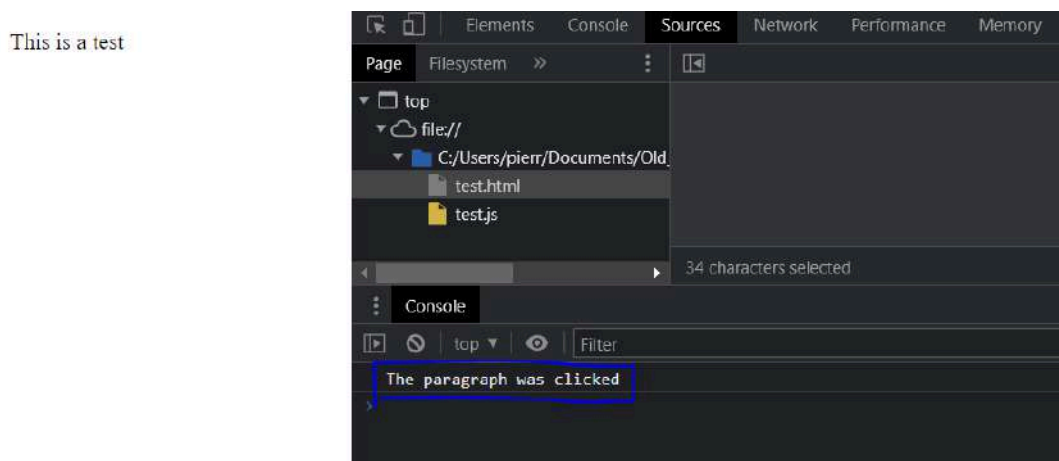 This is a test
Elements Console Sources Network Performance Memory
Page Filesystem »
top
file://
C:/Users/pierr/Documents/Old_
test.html
test.js
34 characters selected
Console
top Filter
The paragraph was clicked